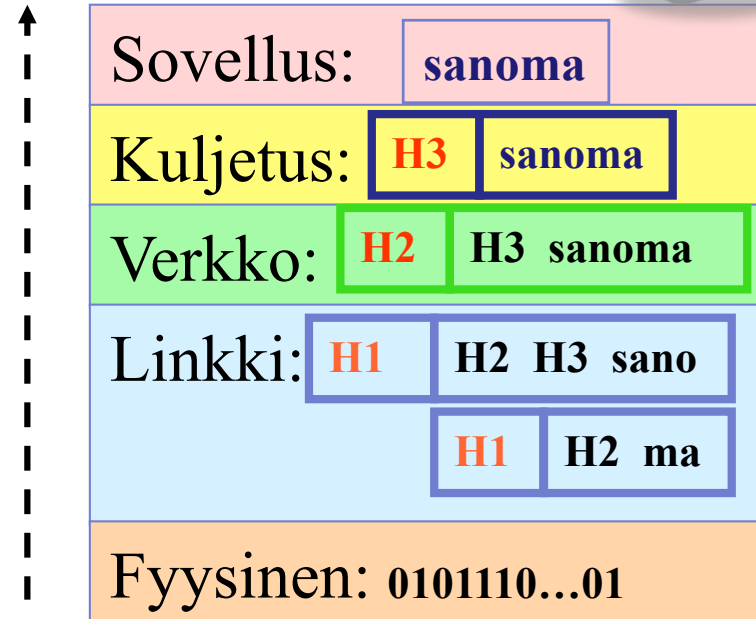 Sovellus: sanoma
Kuljetus: H3 sanoma
Verkko: H2 H3 sanoma
Linkki: H1 H2 H3 sano
H1 H2 ma
Fyysinen: 0101110...01